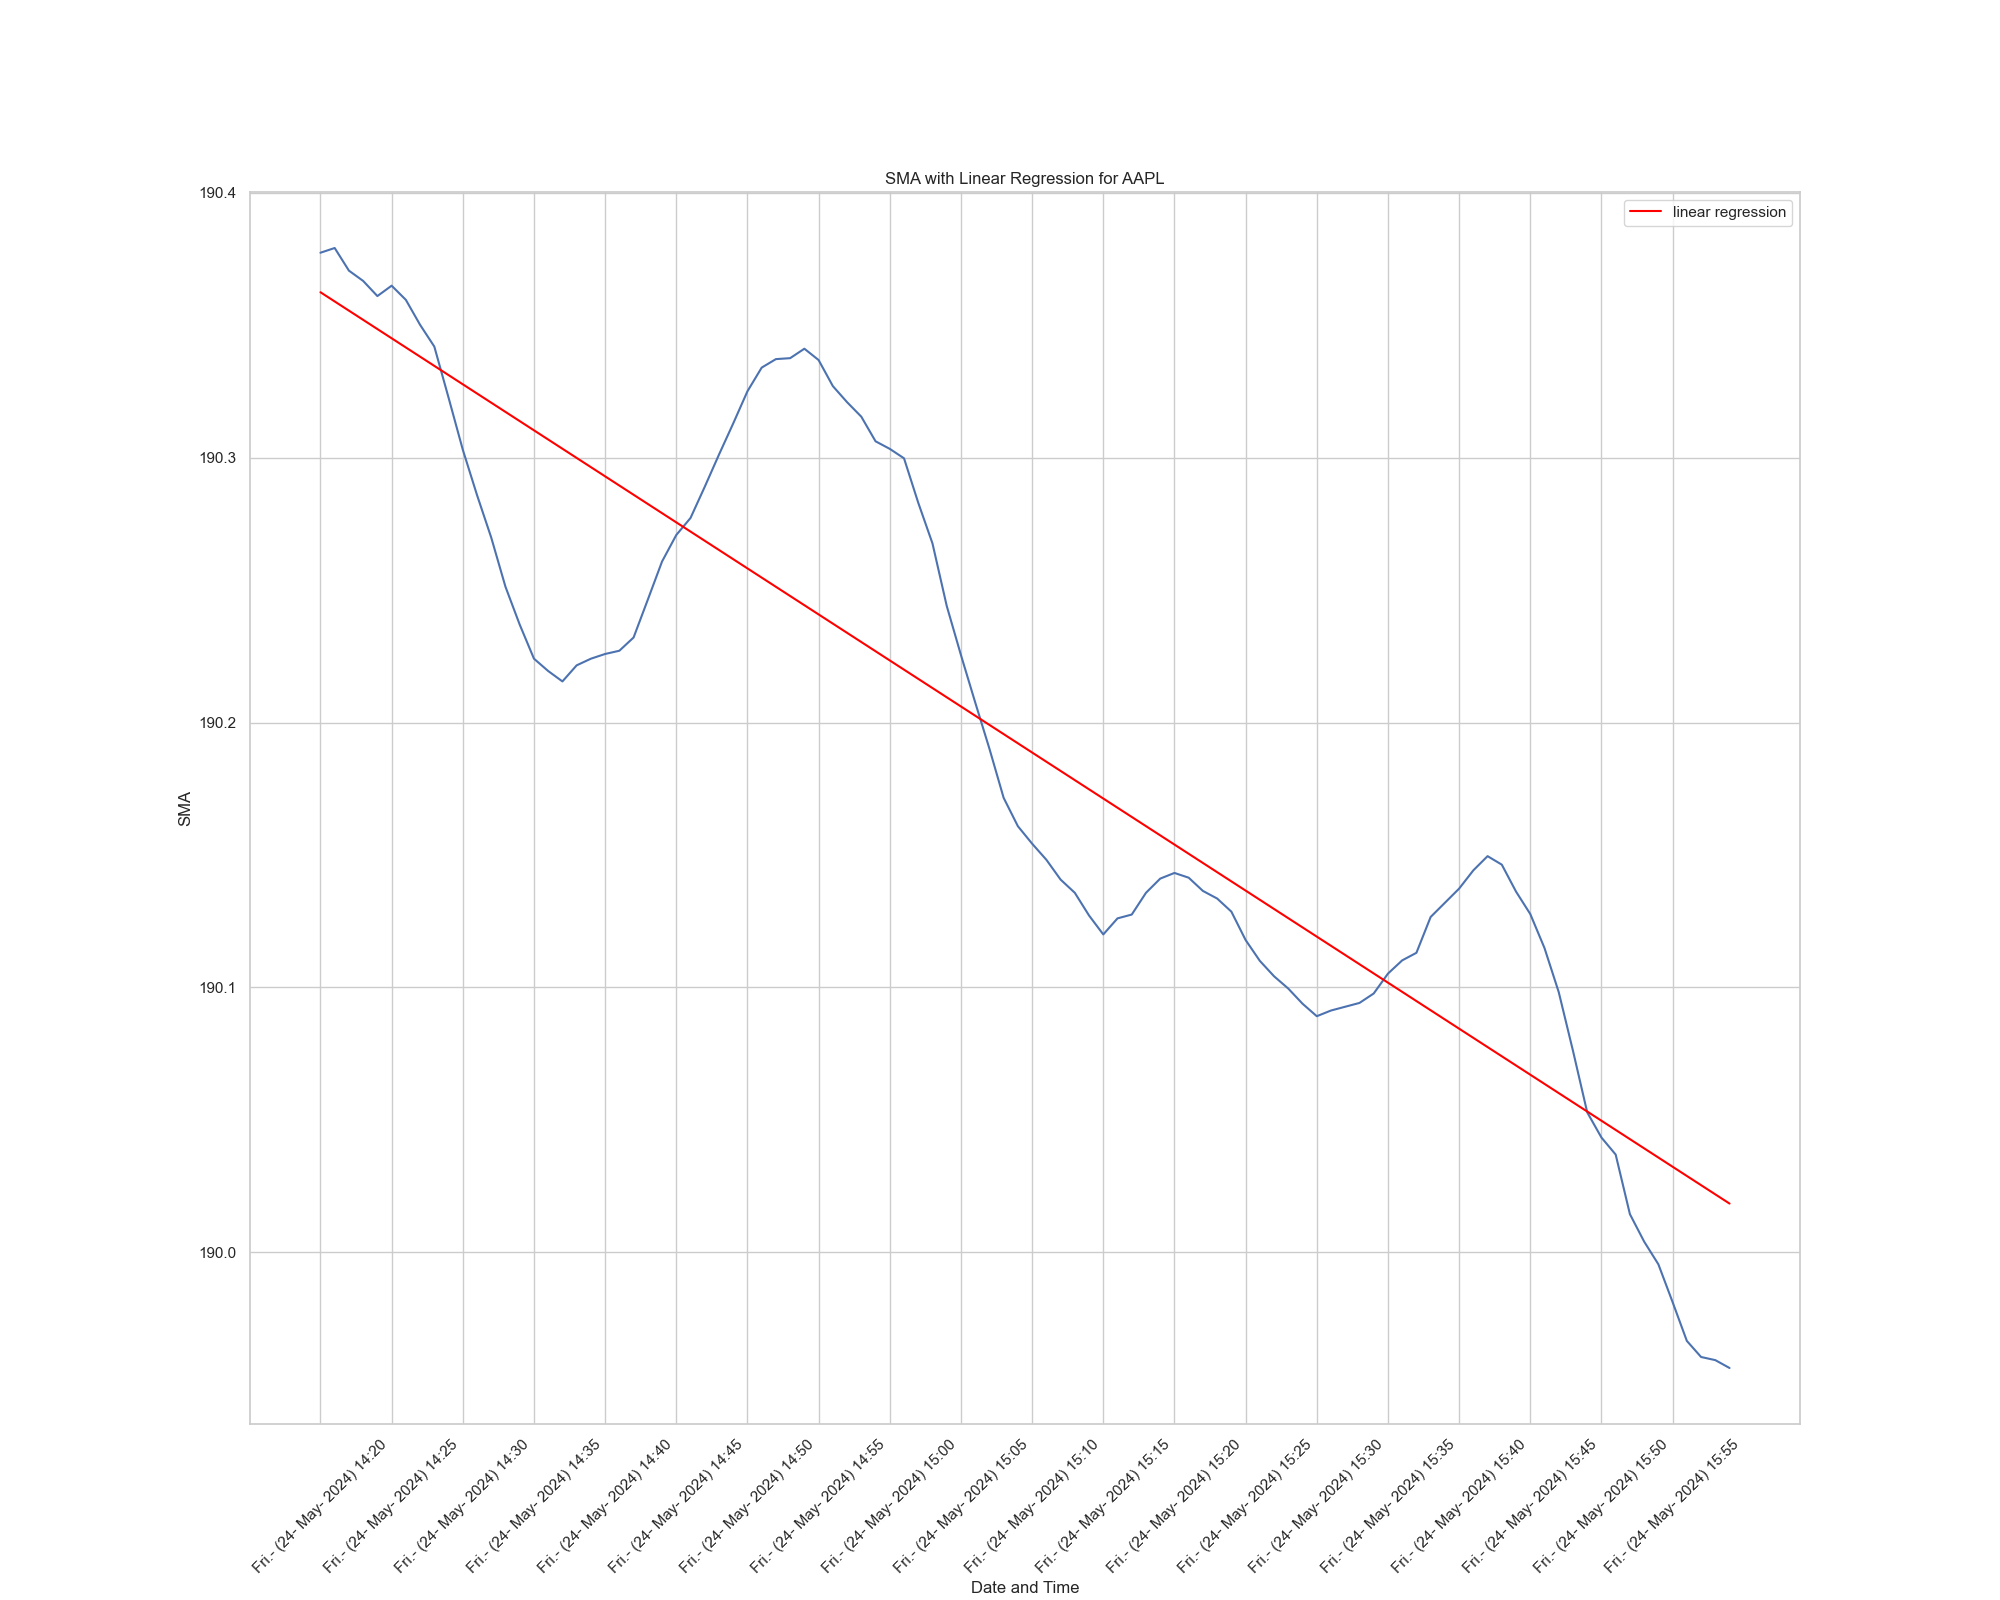 SMA with Linear Regression for AAPL
linear regression
190.4
190.3
190.2
190.1
190.0
SMA
Fri.- (24- May- 2024) 14:20
Fri.- (24- May- 2024) 14:25
Fri.- (24- May- 2024) 14:30
Fri.- (24- May- 2024) 14:35
Fri.- (24- May- 2024) 14:40
Fri.- (24- May- 2024) 14:45
Fri.- (24- May- 2024) 14:50
Fri.- (24- May- 2024) 14:55
Fri.- (24- May- 2024) 15:00
Fri.- (24- May- 2024) 15:05
Fri.- (24- May- 2024) 15:10
Fri.- (24- May- 2024) 15:15
Fri.- (24- May- 2024) 15:20
Fri.- (24- May- 2024) 15:25
Fri.- (24- May- 2024) 15:30
Fri.- (24- May- 2024) 15:35
Fri.- (24- May- 2024) 15:40
Fri.- (24- May- 2024) 15:45
Fri.- (24- May- 2024) 15:50
Fri.- (24- May- 2024) 15:55
Date and Time